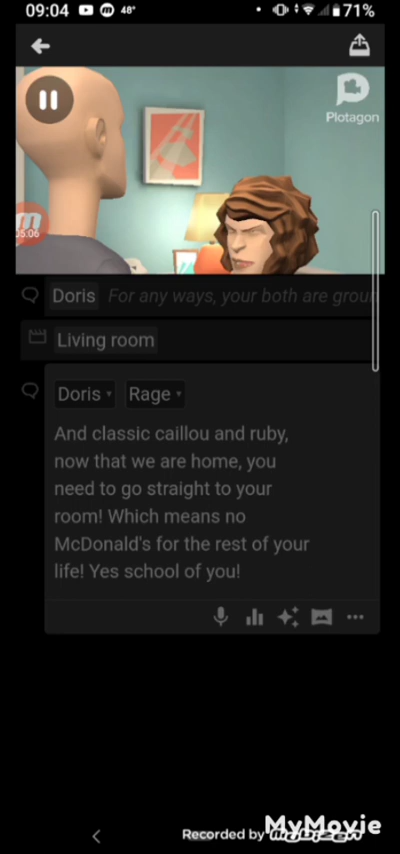 09:04 48° 71%
Plotagon
05:06
Doris For any ways, your both are groun
Living room
Doris Rage
And classic caillou and ruby,
now that we are home, you
need to go straight to your
room! Which means no
McDonald's for the rest of your
life! Yes school of you!
MyMovie
Recorded by